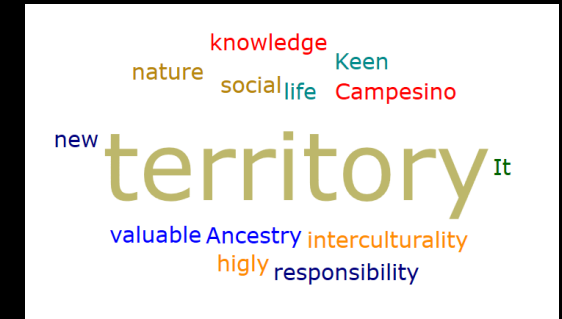 knowledge
Keen
nature
social life Campesino
new
territory It
valuable Ancestry interculturality
higly responsibility